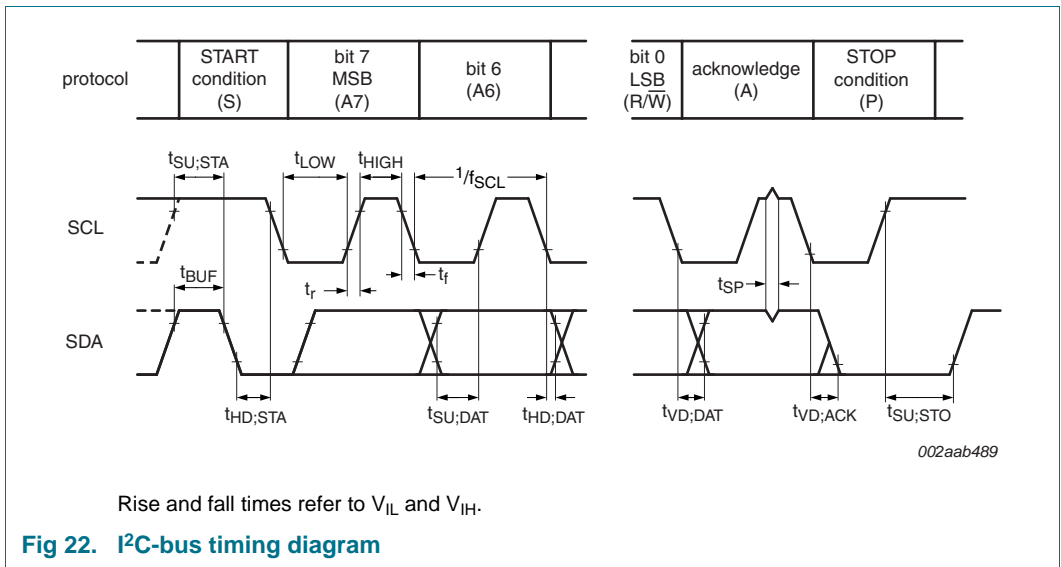 protocol
START
condition
(S)
bit 7
MSB
(A7)
bit 6
(A6)
bit 0
LSB
(R/W̅)
acknowledge
(A)
STOP
condition
(P)
tSU;STA
tLOW
tHIGH
1/fSCL
SCL
tBUF
tr
tf
tSP
SDA
tHD;STA
tSU;DAT
tHD;DAT
tVD;DAT
tVD;ACK
tSU;STO
002aab489
Rise and fall times refer to VIL and VIH.
Fig 22. I²C-bus timing diagram